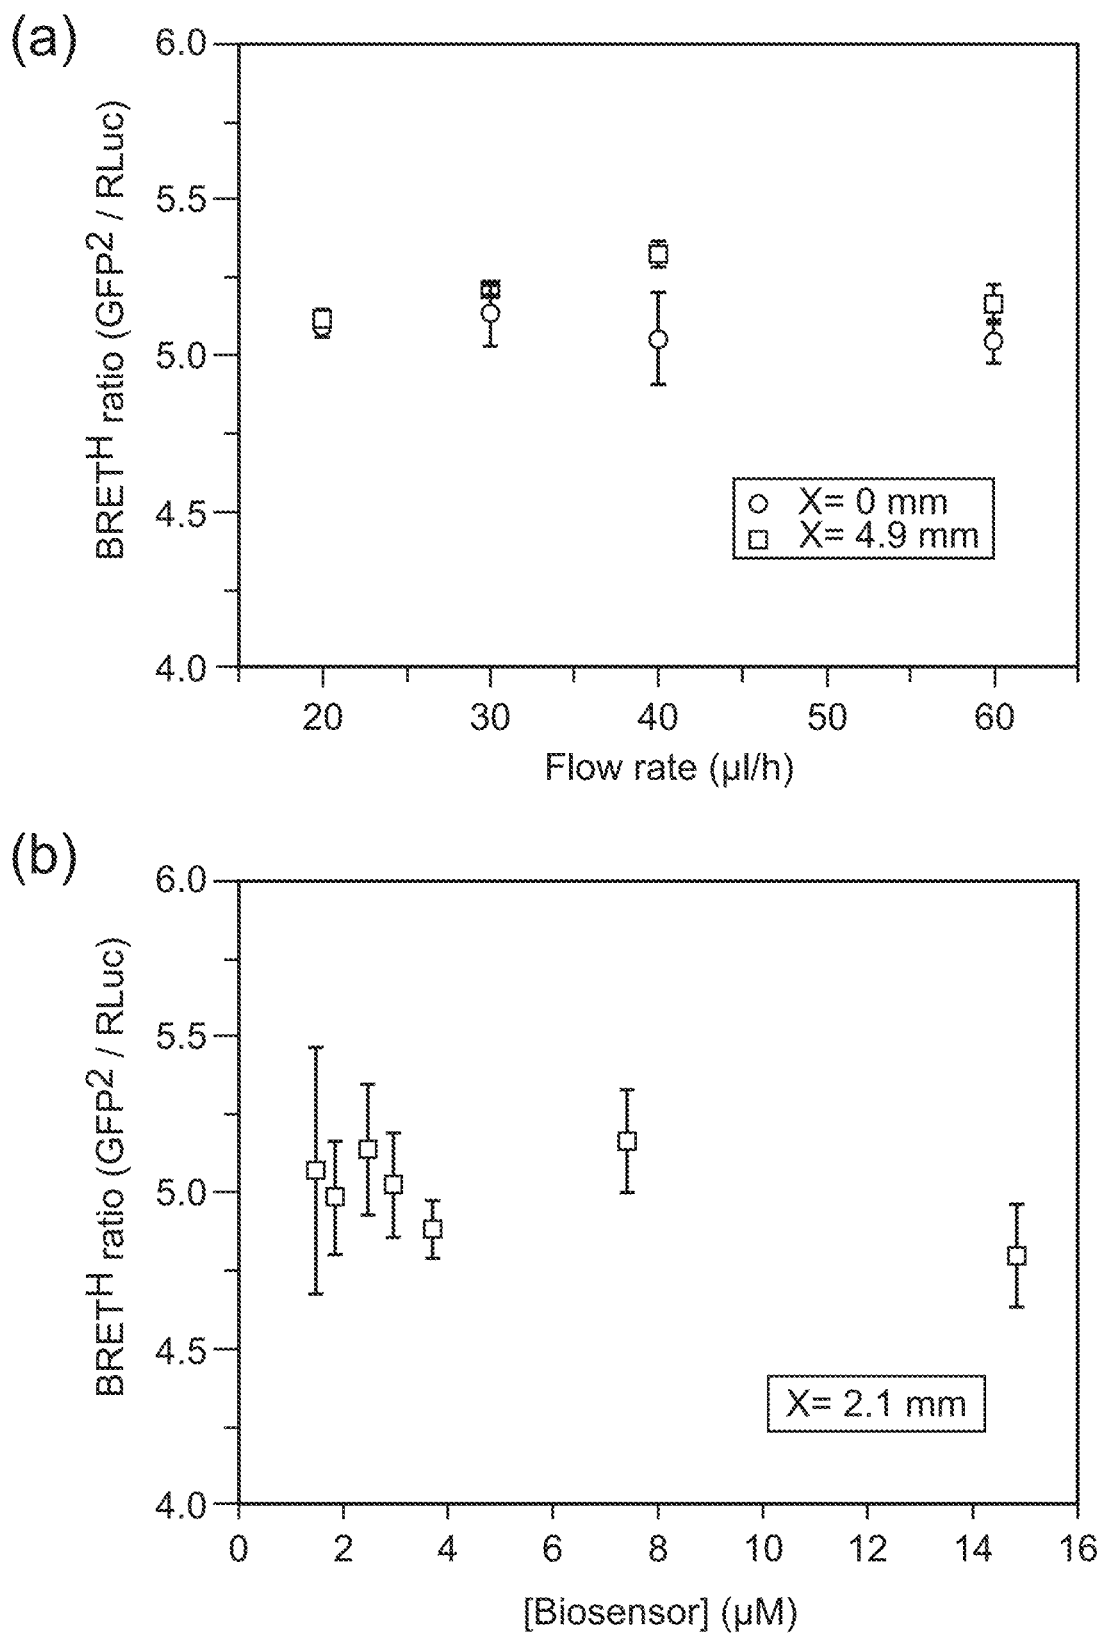 (a)
BRETH ratio (GFP2 / RLuc)
6.0
5.5
5.0
4.5
4.0
X= 0 mm
X= 4.9 mm
20 30 40 50 60
Flow rate (µl/h)
(b)
BRETH ratio (GFP2 / RLuc)
6.0
5.5
5.0
4.5
4.0
X= 2.1 mm
0 2 4 6 8 10 12 14 16
[Biosensor] (µM)